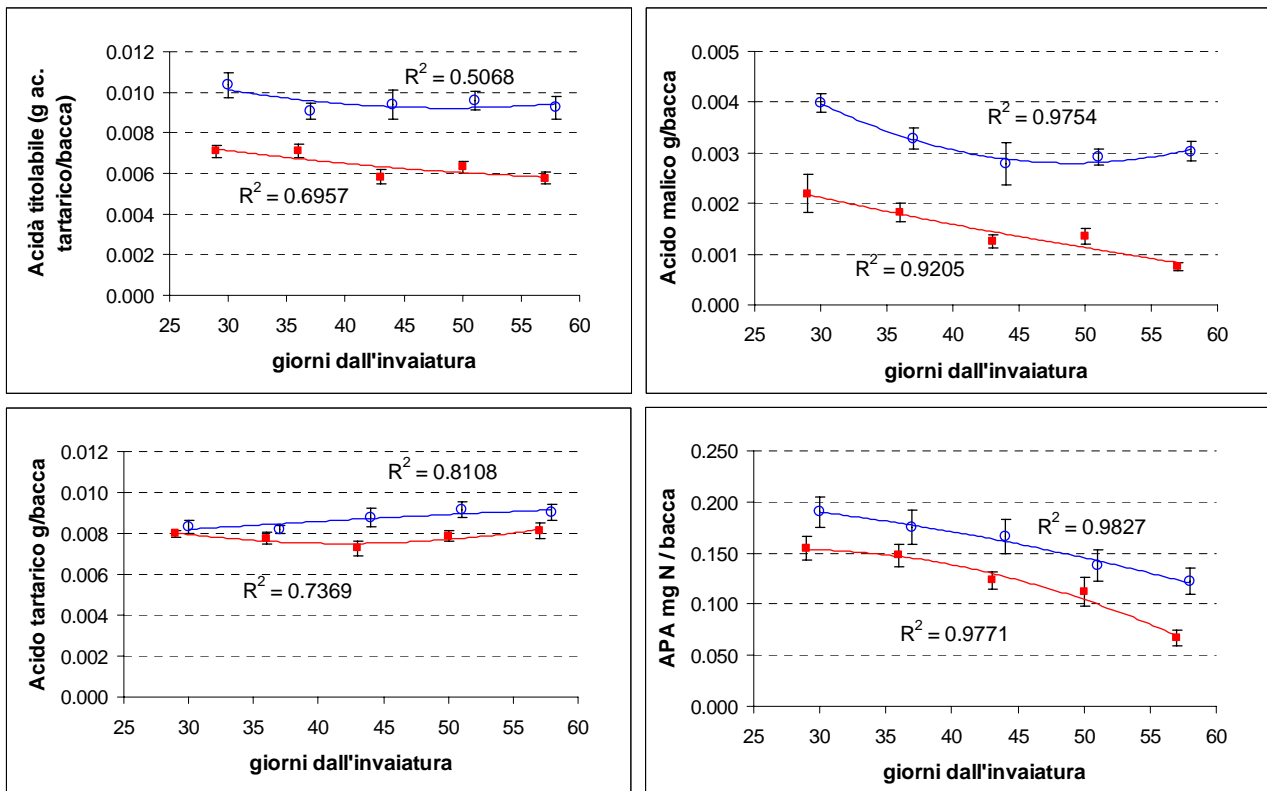 Acidà titolabile (g ac.
tartarico/bacca)
0.012
0.010
0.008
0.006
0.004
0.002
0.000
R² = 0.5068
R² = 0.6957
25 30 35 40 45 50 55 60
giorni dall'invaiatura
Acido malico g/bacca
0.005
0.004
0.003
0.002
0.001
0.000
R² = 0.9754
R² = 0.9205
25 30 35 40 45 50 55 60
giorni dall'invaiatura
Acido tartarico g/bacca
0.012
0.010
0.008
0.006
0.004
0.002
0.000
R² = 0.8108
R² = 0.7369
25 30 35 40 45 50 55 60
giorni dall'invaiatura
APA mg N / bacca
0.250
0.200
0.150
0.100
0.050
0.000
R² = 0.9827
R² = 0.9771
25 30 35 40 45 50 55 60
giorni dall'invaiatura